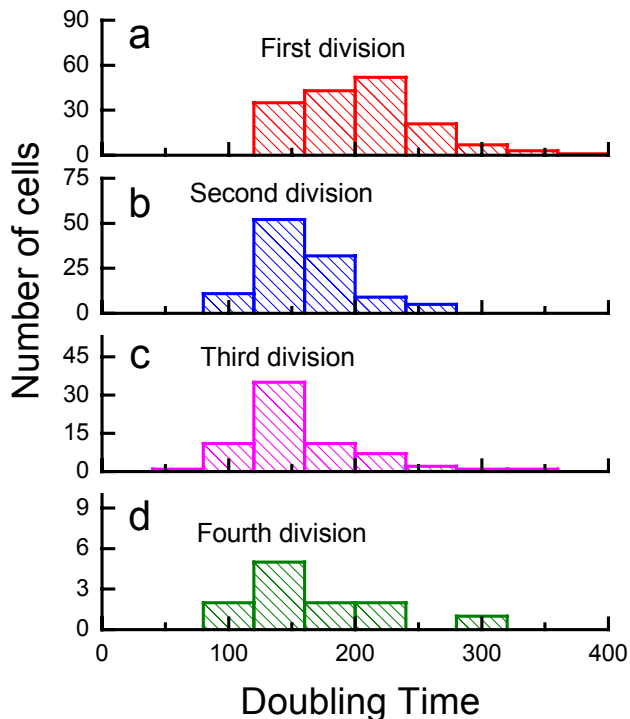 Number of cells
a
First division
90
60
30
0
b
Second division
75
50
25
0
c
Third division
45
30
15
0
d
Fourth division
9
6
3
0
0 100 200 300 400
Doubling Time